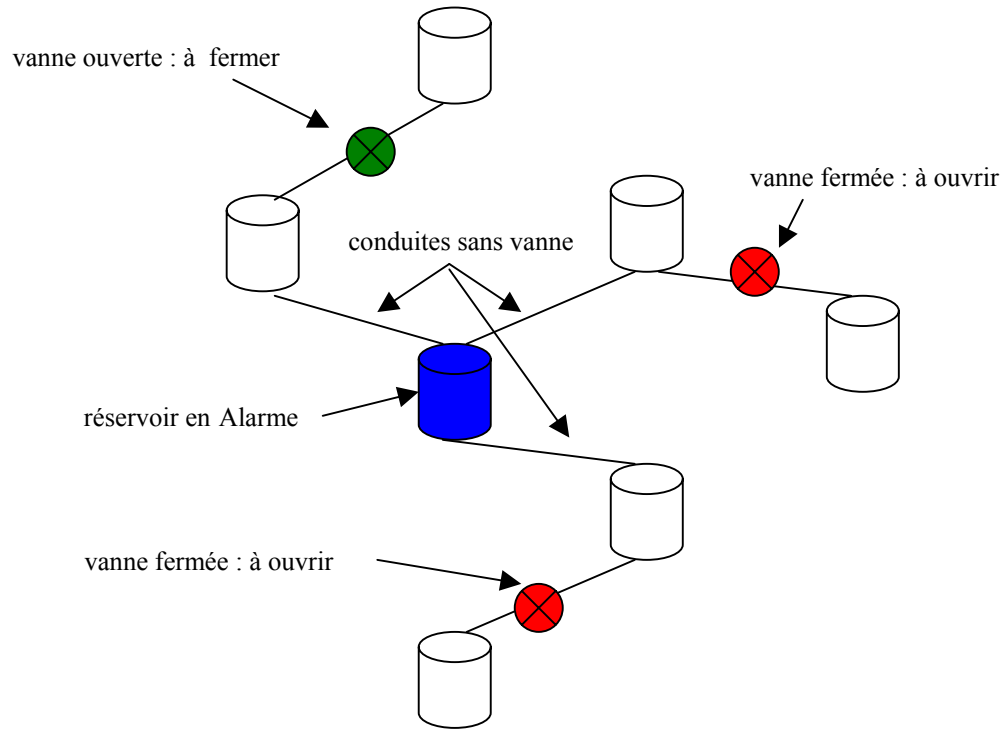 vanne ouverte : à fermer
vanne fermée : à ouvrir
conduites sans vanne
réservoir en Alarme
vanne fermée : à ouvrir